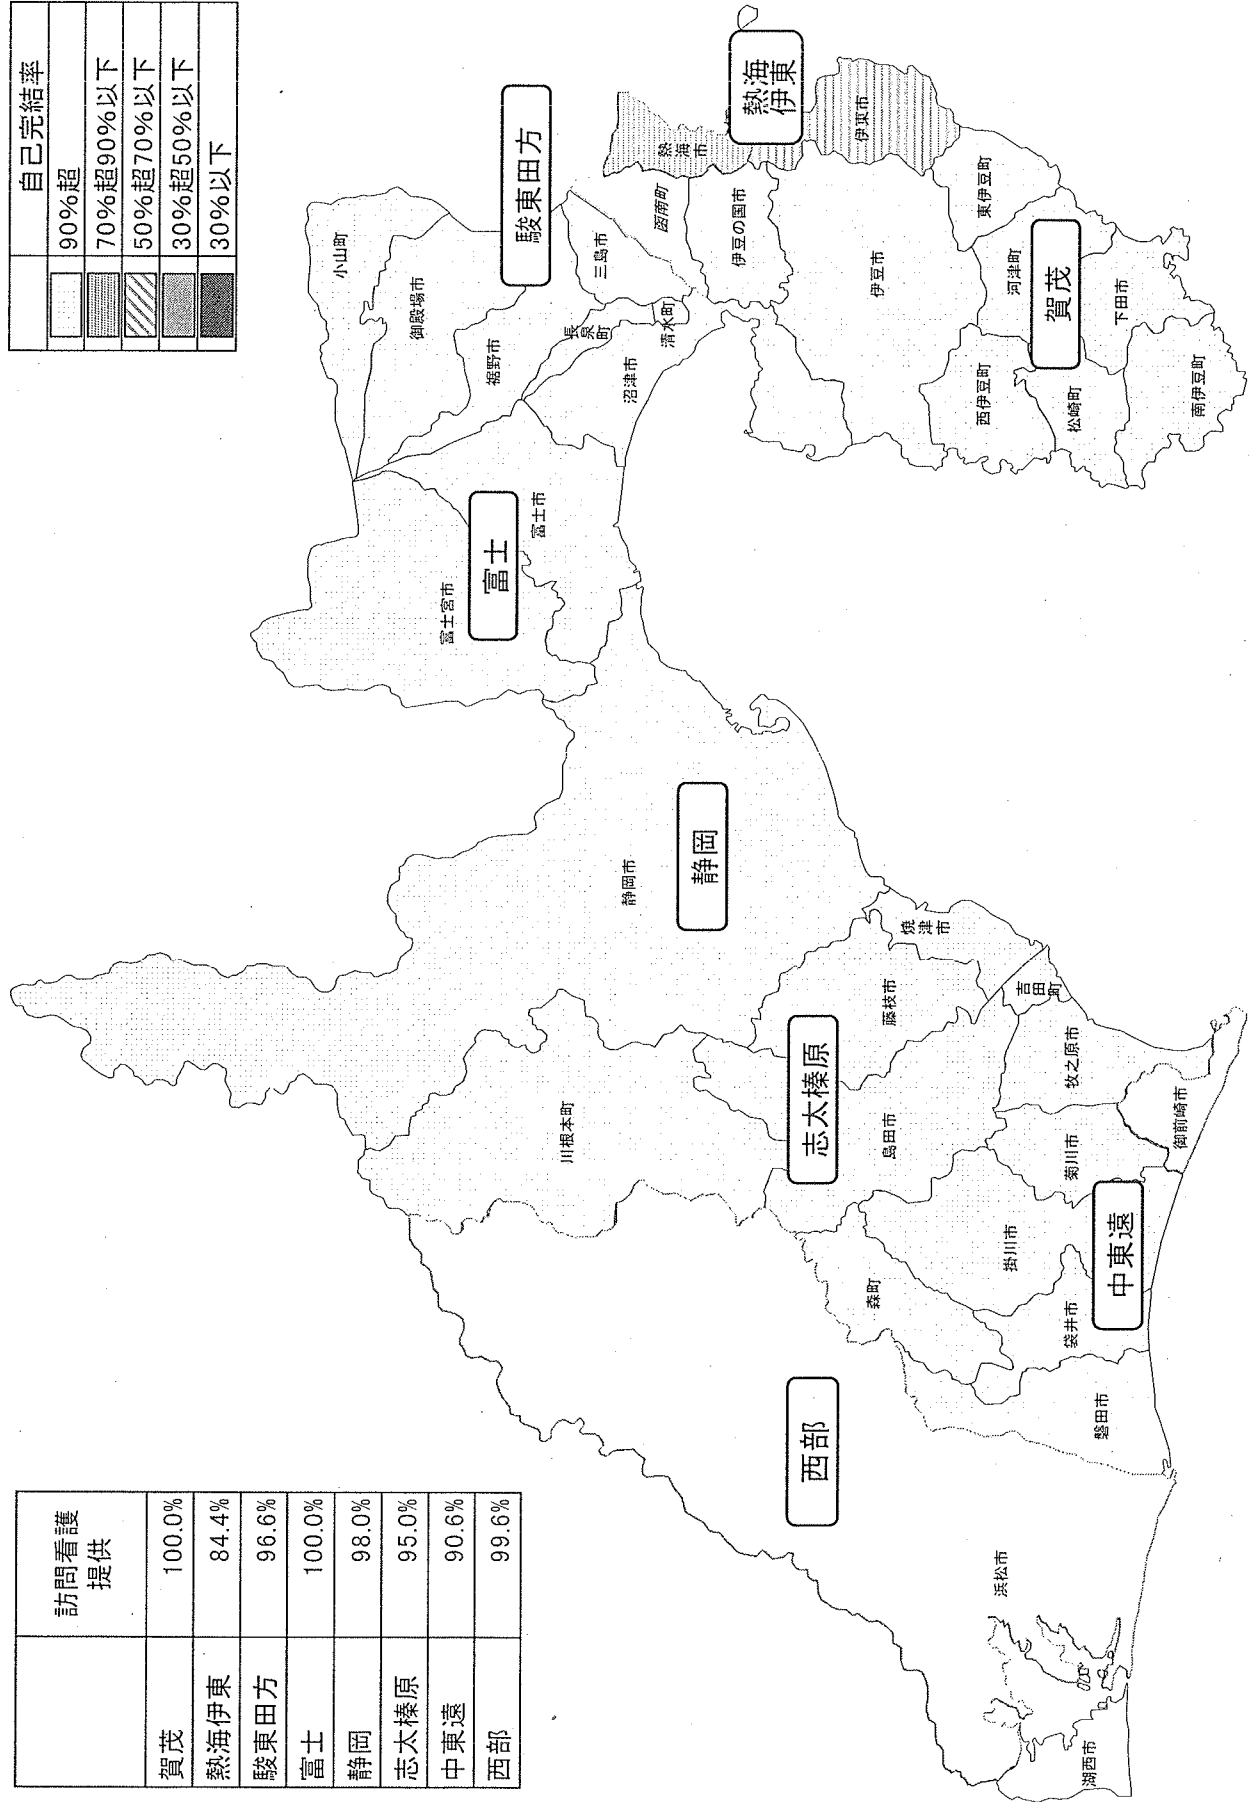 訪問看護
提供
賀茂 100.0%
熱海伊東 84.4%
駿東田方 96.6%
富士 100.0%
静岡 98.0%
志太榛原 95.0%
中東遠 90.6%
西部 99.6%
自己完結率
90%超
70%超90%以下
50%超70%以下
30%超50%以下
30%以下
小山町
御殿場市
裾野市
駿東田方
三島市
長泉町
清水町
沼津市
函南町
熱海市
熱海
伊東
伊東市
伊豆の国市
伊豆市
東伊豆町
河津町
賀茂
下田市
西伊豆町
松崎町
南伊豆町
富士宮市
富士
富士市
静岡市
静岡
川根本町
志太榛原
藤枝市
焼津市
島田市
吉田町
牧之原市
御前崎市
菊川市
掛川市
中東遠
森町
袋井市
磐田市
西部
浜松市
湖西市